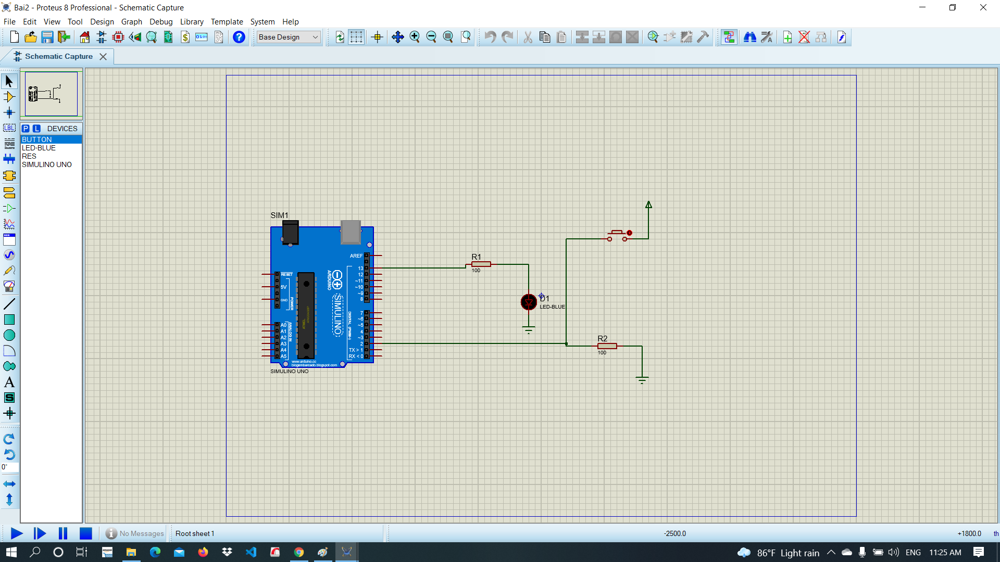 Bai2 - Proteus 8 Professional - Schematic Capture
File Edit View Tool Design Graph Debug Library Template System Help
Base Design
Schematic Capture
P L DEVICES
BUTTON
LED-BLUE
RES
SIMULINO UNO
LBL
A
S
0°
SIM1
AREF
13
12
~11
~10
~9
8
7
~6
~5
4
~3
2
TX > 1
RX < 0
RESET
5V
GND
POWER
A0
A1
A2
A3
A4
A5
ANALOG IN
ATMEL
ARDUINO
SIMULINO
DIGITAL (PWM~)
www.arduino.cc
blogembarcado.blogspot.com
SIMULINO UNO
R1
100
D1
LED-BLUE
R2
100
No Messages
Root sheet 1
-2500.0
+1800.0
th
amazon
86°F Light rain
ENG
11:25 AM